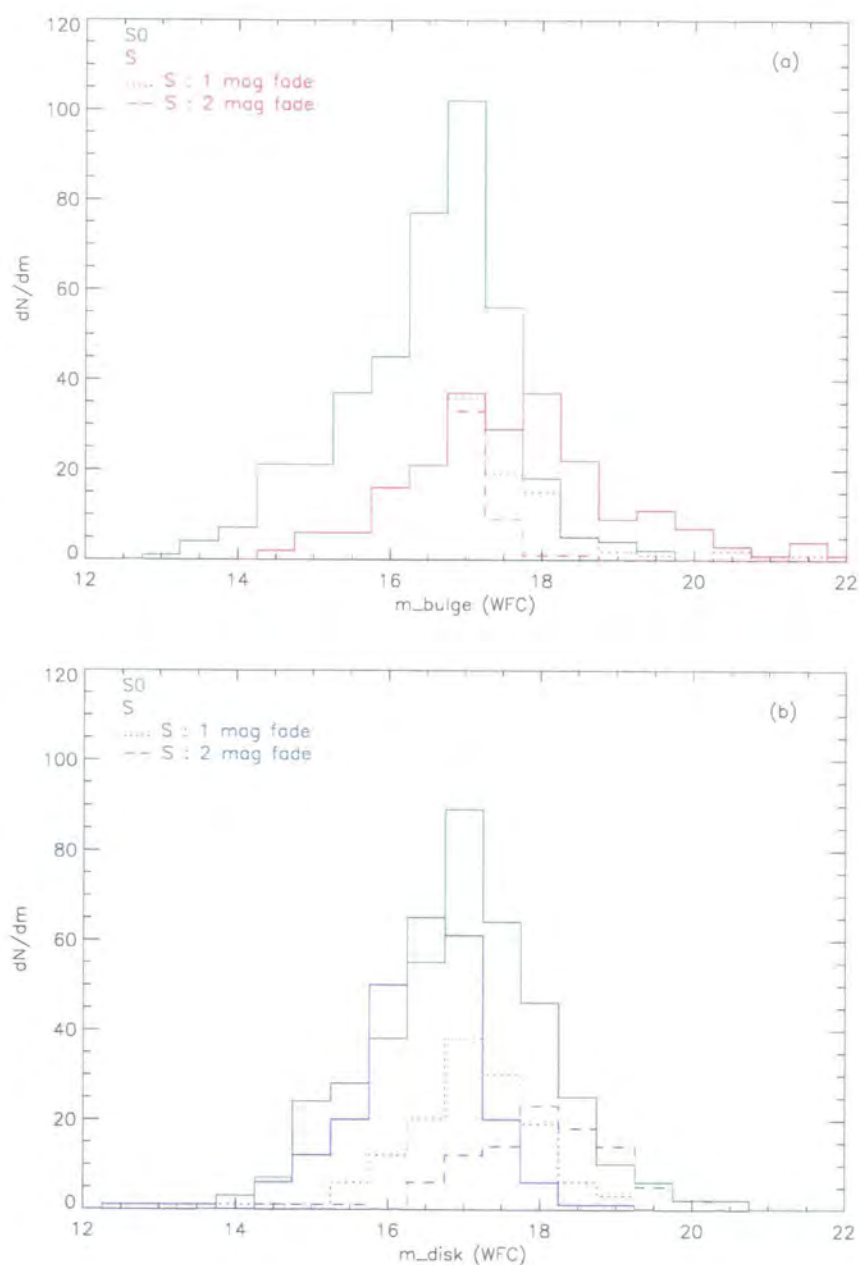 120
100
80
60
40
20
0
dN/dm
S0
S
S : 1 mag fade
S : 2 mag fade
(a)
12 14 16 18 20 22
m_bulge (WFC)
120
100
80
60
40
20
0
dN/dm
S0
S
S : 1 mag fade
S : 2 mag fade
(b)
12 14 16 18 20 22
m_disk (WFC)